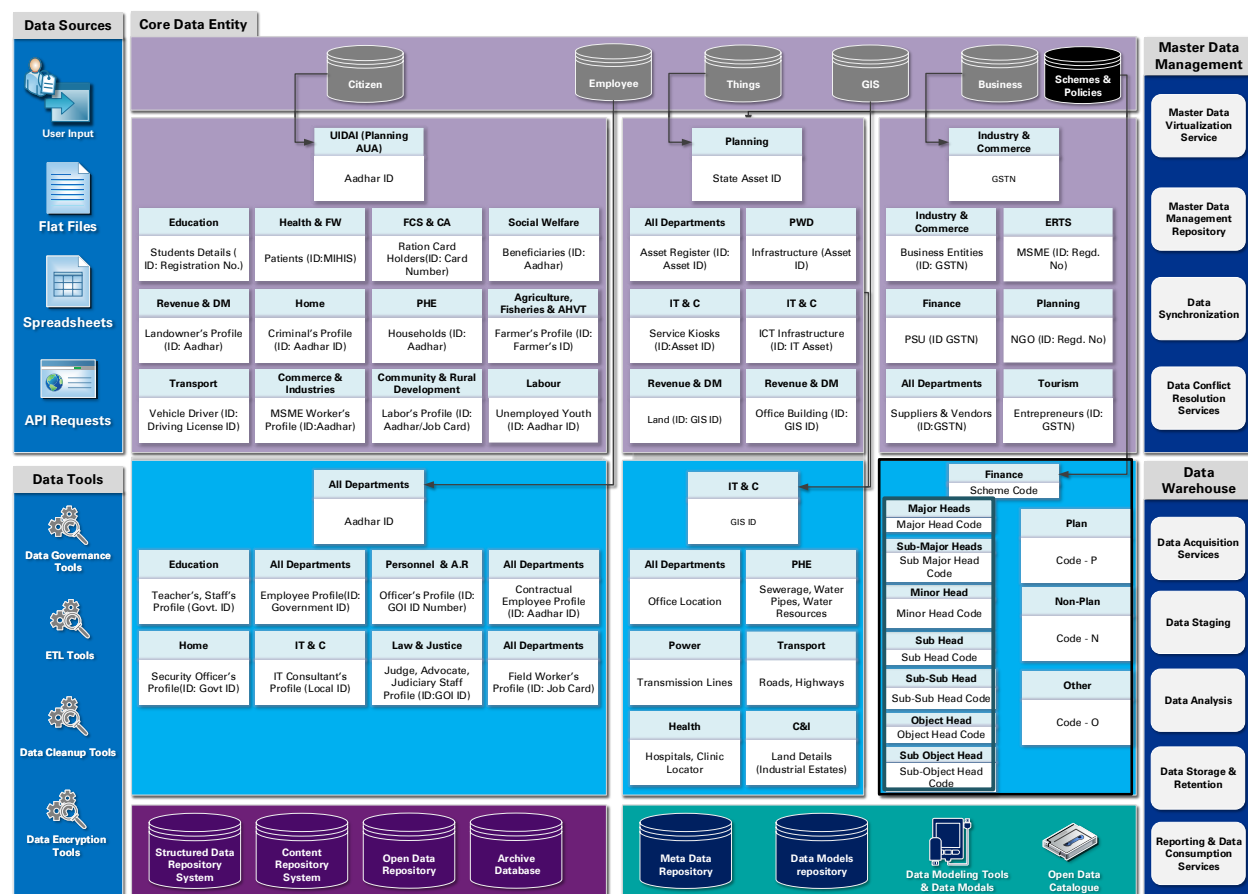 Data Sources
User Input
Flat Files
Spreadsheets
API Requests
Data Tools
Data Governance
Tools
ETL Tools
Data Cleanup Tools
Data Encryption
Tools
Core Data Entity
Citizen
Employee
Things
GIS
Business
Schemes &
Policies
UIDAI (Planning
AUA)
Aadhar ID
Education
Students Details (
ID: Registration No.)
Health & FW
Patients (ID:MIHIS)
FCS & CA
Ration Card
Holders(ID: Card
Number)
Social Welfare
Beneficiaries (ID:
Aadhar)
Revenue & DM
Landowner's Profile
(ID: Aadhar)
Home
Criminal's Profile
(ID: Aadhar ID)
PHE
Households (ID:
Aadhar)
Agriculture,
Fisheries & AHVT
Farmer's Profile (ID:
Farmer's ID)
Transport
Vehicle Driver (ID:
Driving License ID)
Commerce &
Industries
MSME Worker's
Profile (ID:Aadhar)
Community & Rural
Development
Labor's Profile (ID:
Aadhar/Job Card)
Labour
Unemployed Youth
(ID: Aadhar ID)
Planning
State Asset ID
All Departments
Asset Register (ID:
Asset ID)
PWD
Infrastructure (Asset
ID)
IT & C
Service Kiosks
(ID:Asset ID)
IT & C
ICT Infrastructure
(ID: IT Asset)
Revenue & DM
Land (ID: GIS ID)
Revenue & DM
Office Building (ID:
GIS ID)
Industry &
Commerce
GSTN
Industry &
Commerce
Business Entities
(ID: GSTN)
ERTS
MSME (ID: Regd.
No)
Finance
PSU (ID GSTN)
Planning
NGO (ID: Regd. No)
All Departments
Suppliers & Vendors
(ID:GSTN)
Tourism
Entrepreneurs (ID:
GSTN)
All Departments
Aadhar ID
Education
Teacher's, Staff's
Profile (Govt. ID)
All Departments
Employee Profile(ID:
Government ID)
Personnel & A.R
Officer's Profile (ID:
GOI ID Number)
All Departments
Contractual
Employee Profile
(ID: Aadhar ID)
Home
Security Officer's
Profile(ID: Govt ID)
IT & C
IT Consultant's
Profile (Local ID)
Law & Justice
Judge, Advocate,
Judiciary Staff
Profile (ID:GOI ID)
All Departments
Field Worker's
Profile (ID: Job Card)
IT & C
GIS ID
All Departments
Office Location
PHE
Sewerage, Water
Pipes, Water
Resources
Power
Transmission Lines
Transport
Roads, Highways
Health
Hospitals, Clinic
Locator
C&I
Land Details
(Industrial Estates)
Finance
Scheme Code
Major Heads
Major Head Code
Sub-Major Heads
Sub Major Head
Code
Minor Head
Minor Head Code
Sub Head
Sub Head Code
Sub-Sub Head
Sub-Sub Head Code
Object Head
Object Head Code
Sub Object Head
Sub-Object Head
Code
Plan
Code - P
Non-Plan
Code - N
Other
Code - O
Structured Data
Repository
System
Content
Repository
System
Open Data
Repository
Archive
Database
Meta Data
Repository
Data Models
repository
Data Modeling Tools
& Data Modals
Open Data
Catalogue
Master Data
Management
Master Data
Virtualization
Service
Master Data
Management
Repository
Data
Synchronization
Data Conflict
Resolution
Services
Data
Warehouse
Data Acquisition
Services
Data Staging
Data Analysis
Data Storage &
Retention
Reporting & Data
Consumption
Services